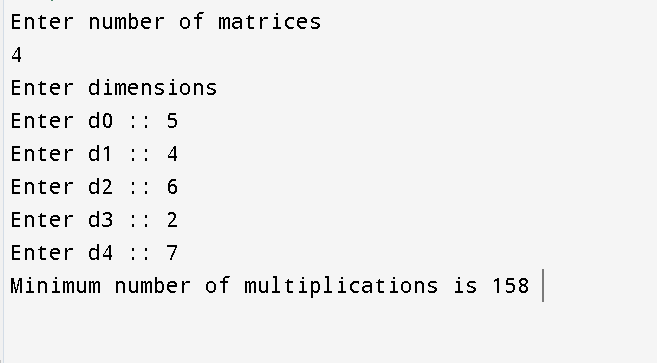 Enter number of matrices
4
Enter dimensions
Enter d0 :: 5
Enter d1 :: 4
Enter d2 :: 6
Enter d3 :: 2
Enter d4 :: 7
Minimum number of multiplications is 158